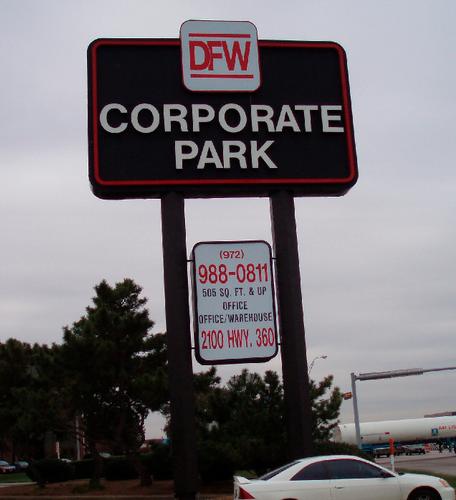 DFW
CORPORATE
PARK
(972)
988-0811
505 SQ. FT. & UP
OFFICE
OFFICE/WAREHOUSE
2100 HWY. 360